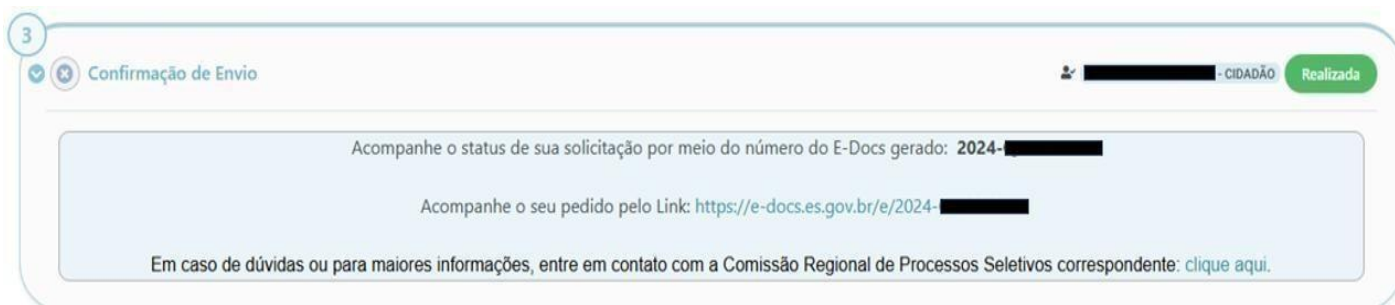 3
Confirmação de Envio
- CIDADÃO
Realizada
Acompanhe o status de sua solicitação por meio do número do E-Docs gerado: 2024-
Acompanhe o seu pedido pelo Link: https://e-docs.es.gov.br/e/2024-
Em caso de dúvidas ou para maiores informações, entre em contato com a Comissão Regional de Processos Seletivos correspondente: clique aqui.